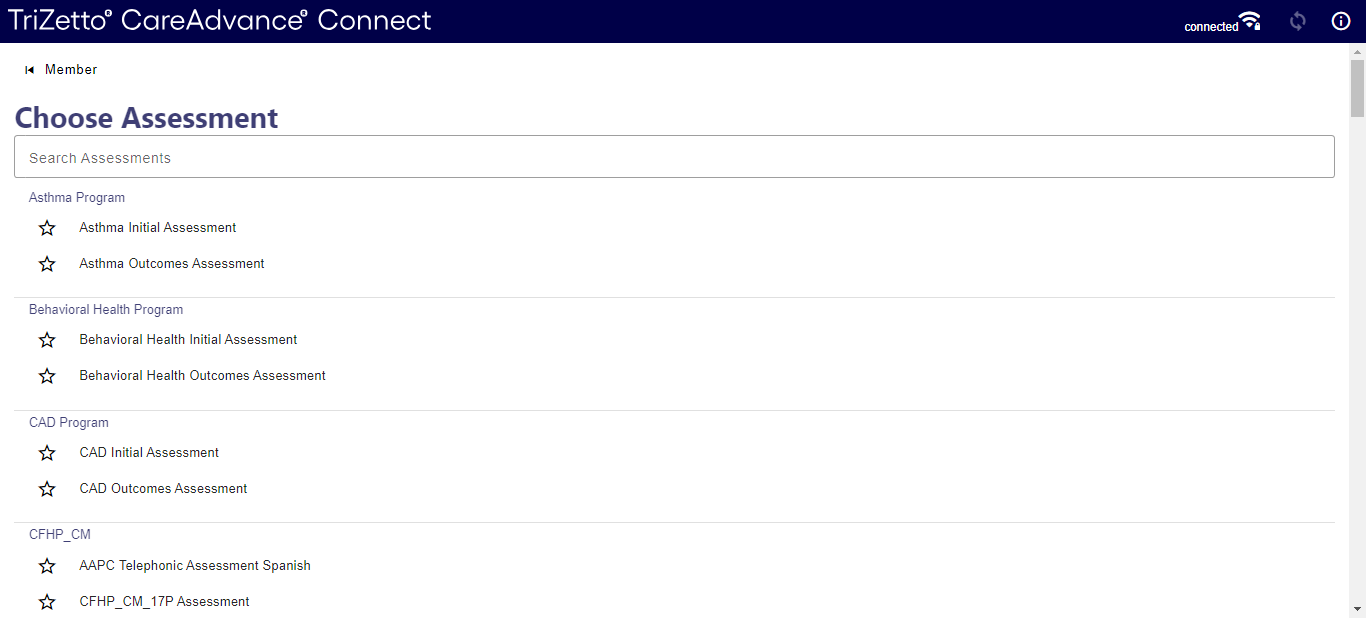 TriZetto® CareAdvance® Connect
connected
Member
Choose Assessment
Search Assessments
Asthma Program
Asthma Initial Assessment
Asthma Outcomes Assessment
Behavioral Health Program
Behavioral Health Initial Assessment
Behavioral Health Outcomes Assessment
CAD Program
CAD Initial Assessment
CAD Outcomes Assessment
CFHP_CM
AAPC Telephonic Assessment Spanish
CFHP_CM_17P Assessment